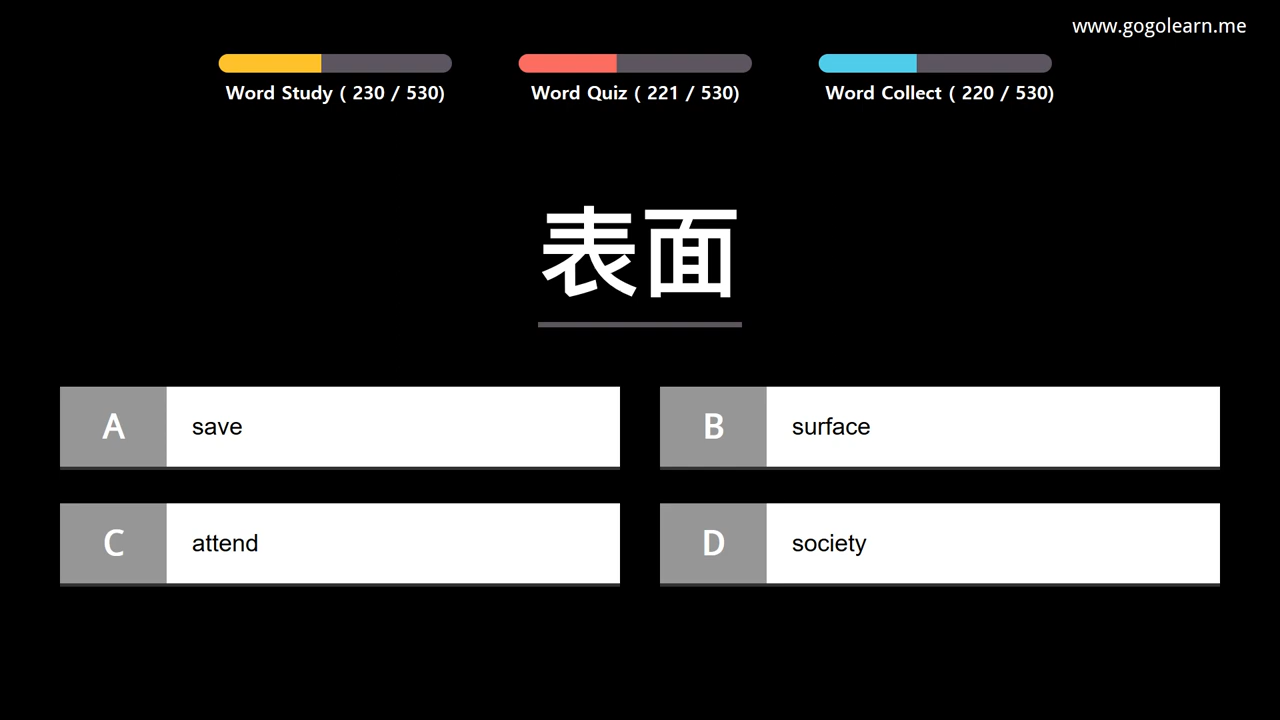 www.gogolearn.me
Word Study ( 230 / 530)
Word Quiz ( 221 / 530)
Word Collect ( 220 / 530)
表面
A save
B surface
C attend
D society